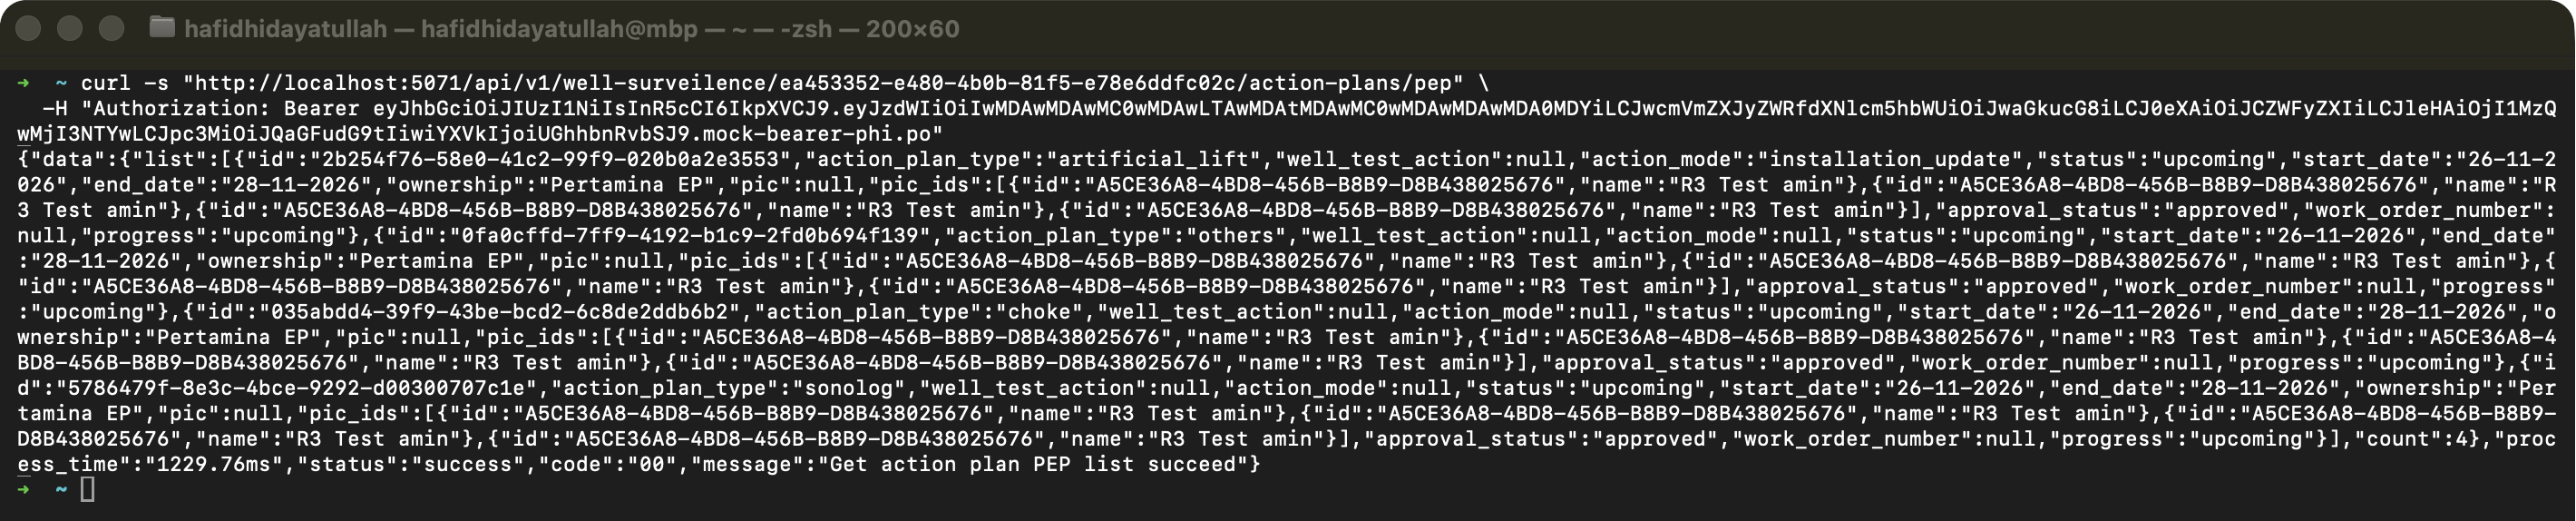 hafidhidayatullah — hafidhidayatullah@mbp — ~ — -zsh — 200×60
➜  ~ curl -s "http://localhost:5071/api/v1/well-surveilence/ea453352-e480-4b0b-81f5-e78e6ddfc02c/action-plans/pep" \
  -H "Authorization: Bearer eyJhbGciOiJIUzI1NiIsInR5cCI6IkpXVCJ9.eyJzdWIiOiIwMDAwMDAwMC0wMDAwLTAwMDAtMDAwMC0wMDAwMDAwMDA0MDYiLCJwcmVmZXJyZWRfdXNlcm5hbWUiOiJwaGkucG8iLCJ0eXAiOiJCZWFyZXIiLCJleHAiOjI1MzQ
wMjI3NTYwLCJpc3MiOiJQaGFudG9tIiwiYXVkIjoiUGhhbnRvbSJ9.mock-bearer-phi.po"
{"data":{"list":[{"id":"2b254f76-58e0-41c2-99f9-020b0a2e3553","action_plan_type":"artificial_lift","well_test_action":null,"action_mode":"installation_update","status":"upcoming","start_date":"26-11-2
026","end_date":"28-11-2026","ownership":"Pertamina EP","pic":null,"pic_ids":[{"id":"A5CE36A8-4BD8-456B-B8B9-D8B438025676","name":"R3 Test amin"},{"id":"A5CE36A8-4BD8-456B-B8B9-D8B438025676","name":"R
3 Test amin"},{"id":"A5CE36A8-4BD8-456B-B8B9-D8B438025676","name":"R3 Test amin"},{"id":"A5CE36A8-4BD8-456B-B8B9-D8B438025676","name":"R3 Test amin"}],"approval_status":"approved","work_order_number":
null,"progress":"upcoming"},{"id":"0fa0cffd-7ff9-4192-b1c9-2fd0b694f139","action_plan_type":"others","well_test_action":null,"action_mode":null,"status":"upcoming","start_date":"26-11-2026","end_date"
:"28-11-2026","ownership":"Pertamina EP","pic":null,"pic_ids":[{"id":"A5CE36A8-4BD8-456B-B8B9-D8B438025676","name":"R3 Test amin"},{"id":"A5CE36A8-4BD8-456B-B8B9-D8B438025676","name":"R3 Test amin"},{
"id":"A5CE36A8-4BD8-456B-B8B9-D8B438025676","name":"R3 Test amin"},{"id":"A5CE36A8-4BD8-456B-B8B9-D8B438025676","name":"R3 Test amin"}],"approval_status":"approved","work_order_number":null,"progress"
:"upcoming"},{"id":"035abdd4-39f9-43be-bcd2-6c8de2ddb6b2","action_plan_type":"choke","well_test_action":null,"action_mode":null,"status":"upcoming","start_date":"26-11-2026","end_date":"28-11-2026","o
wnership":"Pertamina EP","pic":null,"pic_ids":[{"id":"A5CE36A8-4BD8-456B-B8B9-D8B438025676","name":"R3 Test amin"},{"id":"A5CE36A8-4BD8-456B-B8B9-D8B438025676","name":"R3 Test amin"},{"id":"A5CE36A8-4
BD8-456B-B8B9-D8B438025676","name":"R3 Test amin"},{"id":"A5CE36A8-4BD8-456B-B8B9-D8B438025676","name":"R3 Test amin"}],"approval_status":"approved","work_order_number":null,"progress":"upcoming"},{"i
d":"5786479f-8e3c-4bce-9292-d00300707c1e","action_plan_type":"sonolog","well_test_action":null,"action_mode":null,"status":"upcoming","start_date":"26-11-2026","end_date":"28-11-2026","ownership":"Per
tamina EP","pic":null,"pic_ids":[{"id":"A5CE36A8-4BD8-456B-B8B9-D8B438025676","name":"R3 Test amin"},{"id":"A5CE36A8-4BD8-456B-B8B9-D8B438025676","name":"R3 Test amin"},{"id":"A5CE36A8-4BD8-456B-B8B9-
D8B438025676","name":"R3 Test amin"},{"id":"A5CE36A8-4BD8-456B-B8B9-D8B438025676","name":"R3 Test amin"}],"approval_status":"approved","work_order_number":null,"progress":"upcoming"}],"count":4},"proc
ess_time":"1229.76ms","status":"success","code":"00","message":"Get action plan PEP list succeed"}
➜  ~